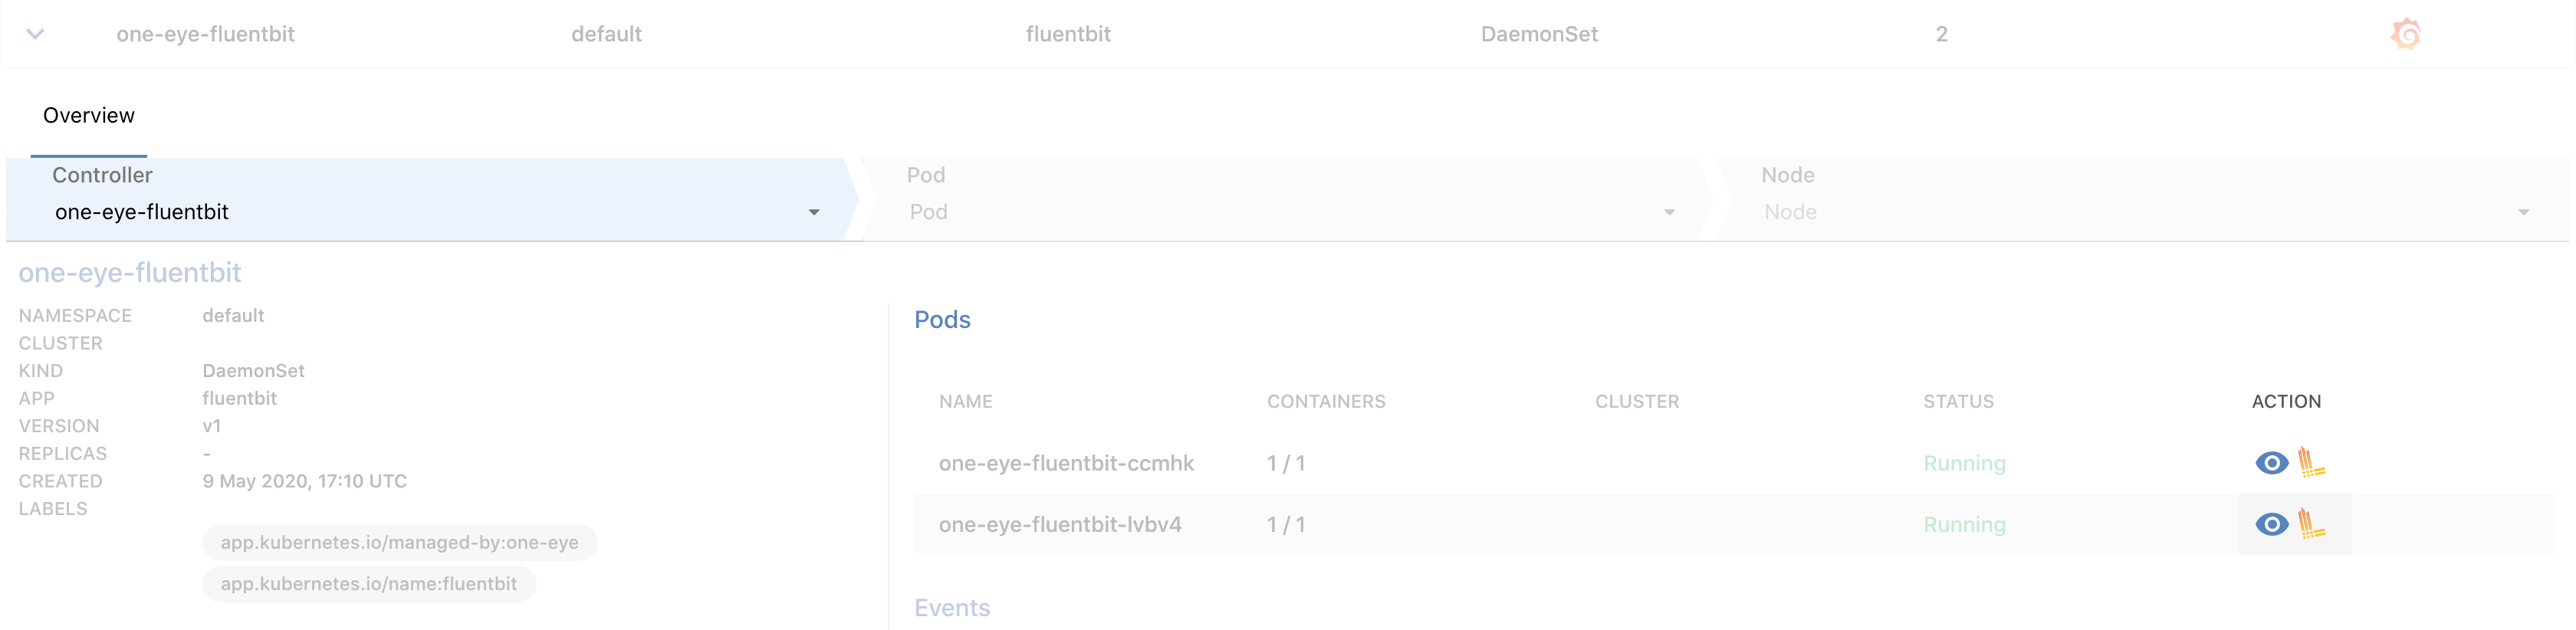 one-eye-fluentbit default fluentbit DaemonSet 2
Overview
Controller Pod Node
one-eye-fluentbit Pod Node
one-eye-fluentbit
NAMESPACE default
CLUSTER
KIND DaemonSet
APP fluentbit
VERSION v1
REPLICAS -
CREATED 9 May 2020, 17:10 UTC
LABELS
app.kubernetes.io/managed-by:one-eye
app.kubernetes.io/name:fluentbit
Pods
NAME CONTAINERS CLUSTER STATUS ACTION
one-eye-fluentbit-ccmhk 1 / 1 Running
one-eye-fluentbit-lvbv4 1 / 1 Running
Events